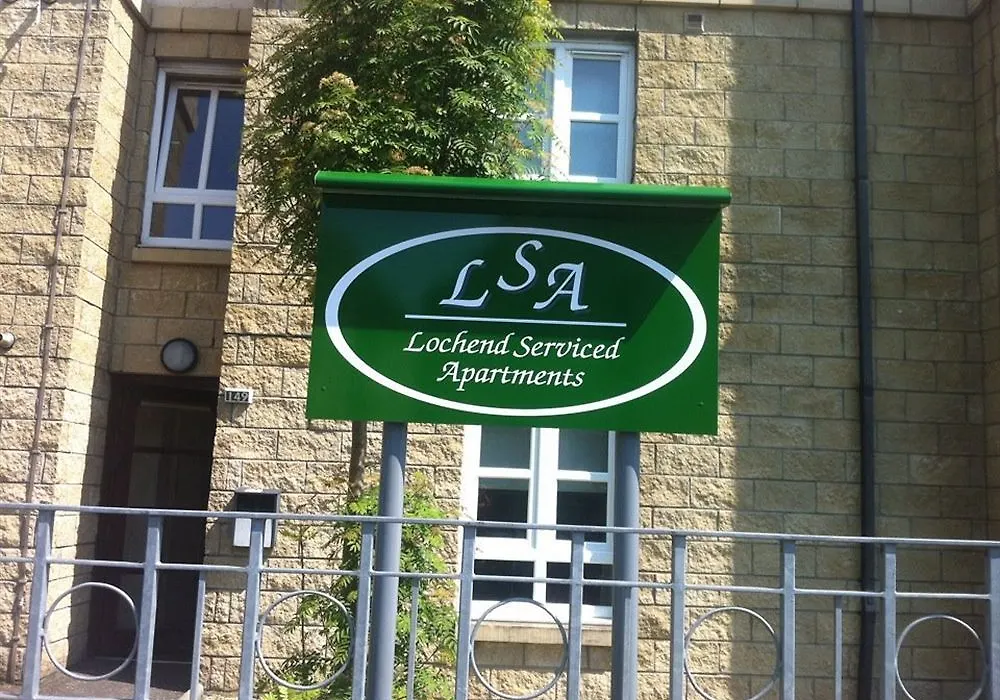 LSA
Lochend Serviced
Apartments
149